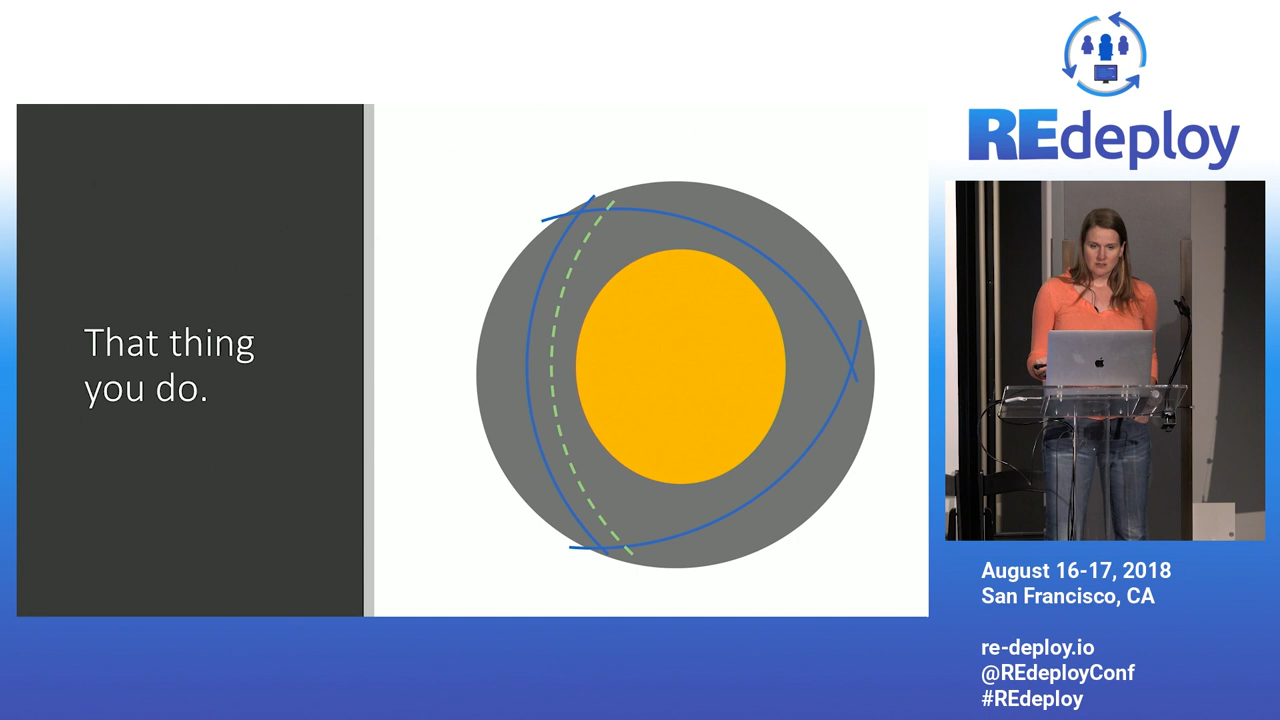 That thing
you do.
REdeploy
August 16-17, 2018
San Francisco, CA
re-deploy.io
@REdeployConf
#REdeploy